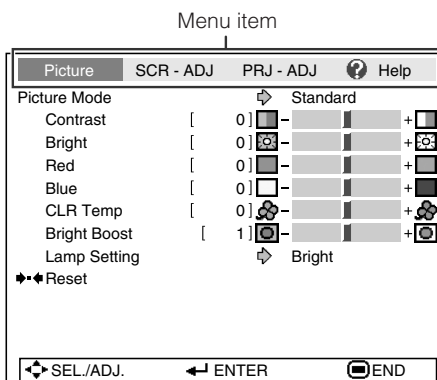 Menu item
Picture SCR - ADJ PRJ - ADJ ? Help
Picture Mode Standard
Contrast [ 0 ] - +
Bright [ 0 ] - +
Red [ 0 ] - +
Blue [ 0 ] - +
CLR Temp [ 0 ] - +
Bright Boost [ 1 ] - +
Lamp Setting Bright
Reset
SEL./ADJ. ENTER END